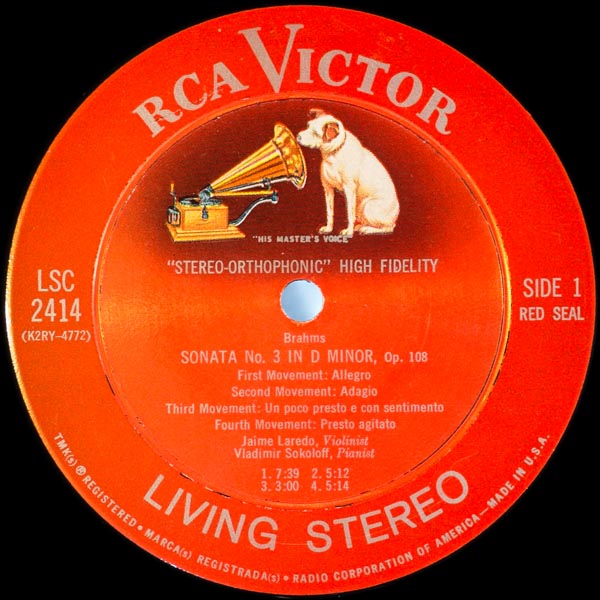 RCA VICTOR
"HIS MASTER'S VOICE"
"STEREO-ORTHOPHONIC" HIGH FIDELITY
LSC
2414
(K2RY-4772)
SIDE 1
RED SEAL
Brahms
SONATA No. 3 IN D MINOR, Op. 108
First Movement: Allegro
Second Movement: Adagio
Third Movement: Un poco presto e con sentimento
Fourth Movement: Presto agitato
Jaime Laredo, Violinist
Vladimir Sokoloff, Pianist
1. 7:39 2. 5:12
3. 3:00 4. 5:14
LIVING STEREO
TMK(s) ® REGISTERED • MARCA(s) REGISTRADA(s) • RADIO CORPORATION OF AMERICA—MADE IN U.S.A.